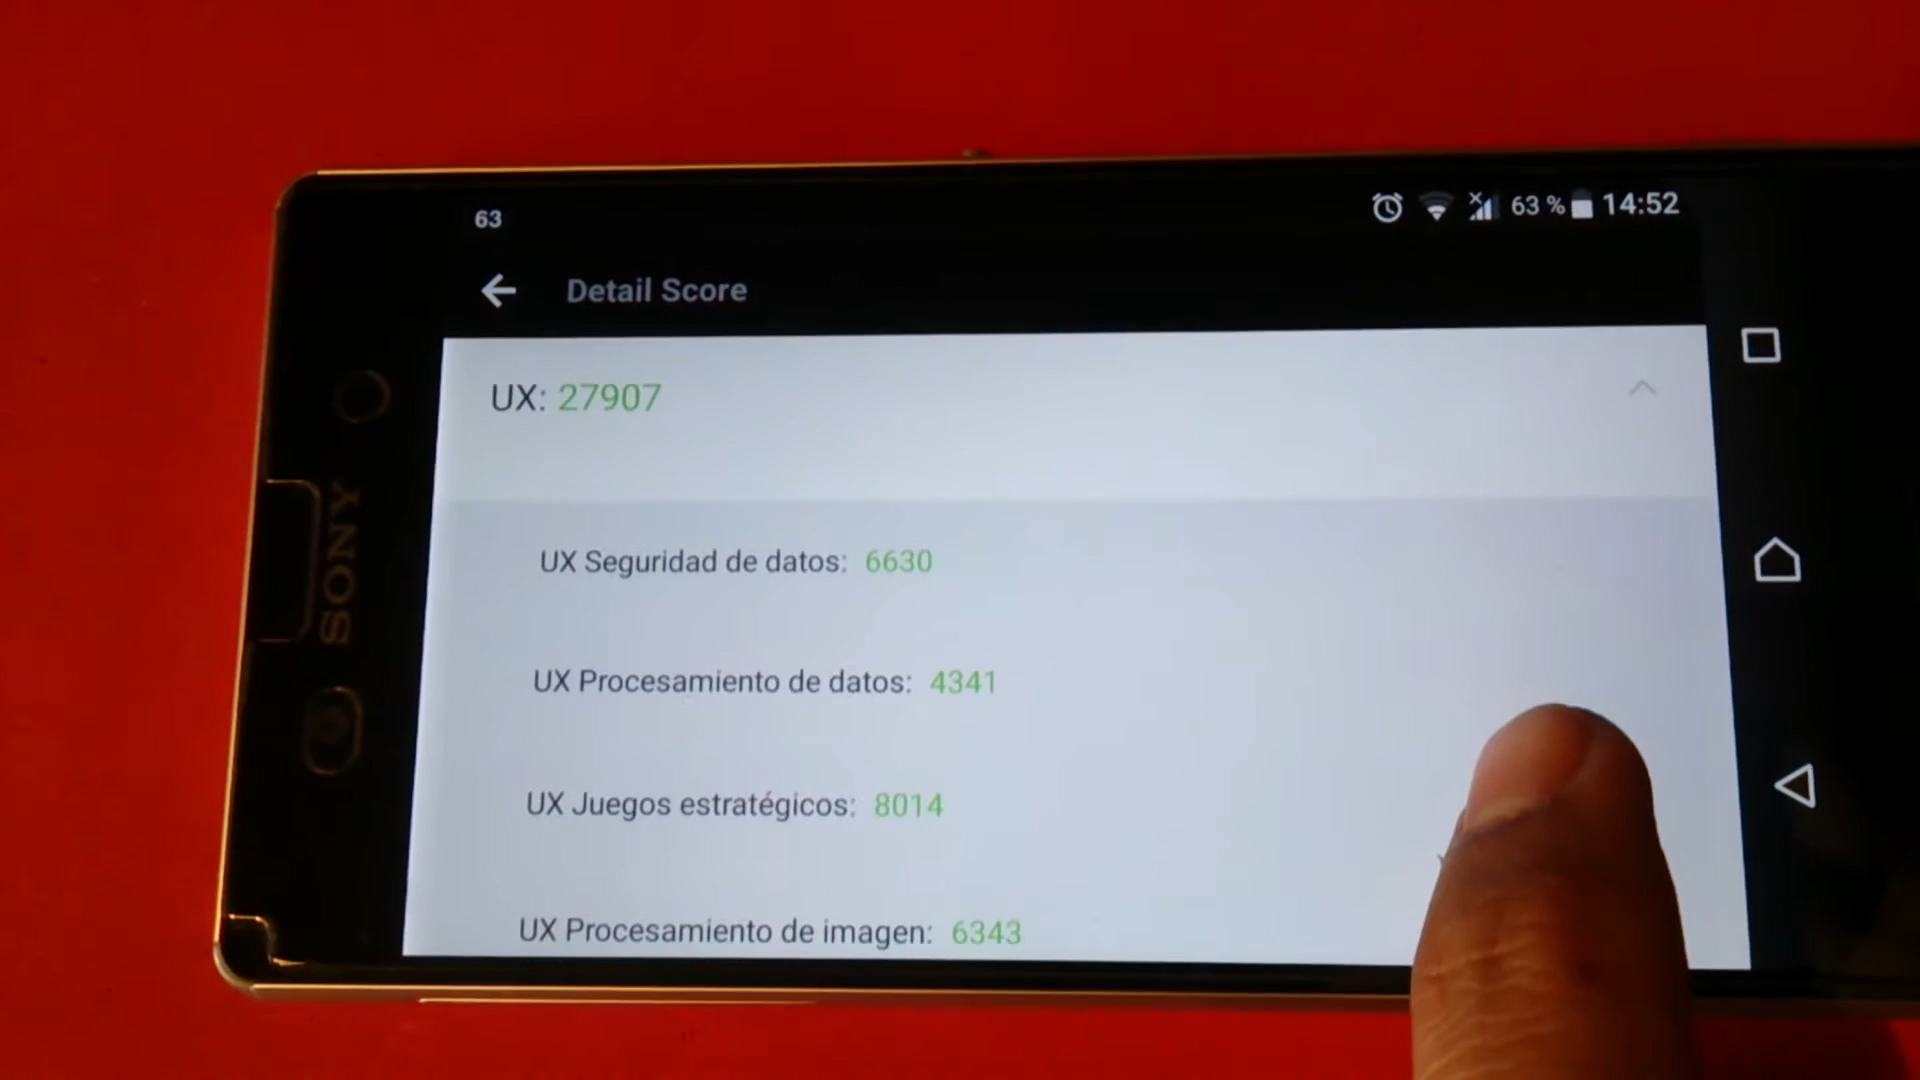 63
63 % 14:52
Detail Score
UX: 27907
SONY
UX Seguridad de datos: 6630
UX Procesamiento de datos: 4341
UX Juegos estratégicos: 8014
UX Procesamiento de imagen: 6343